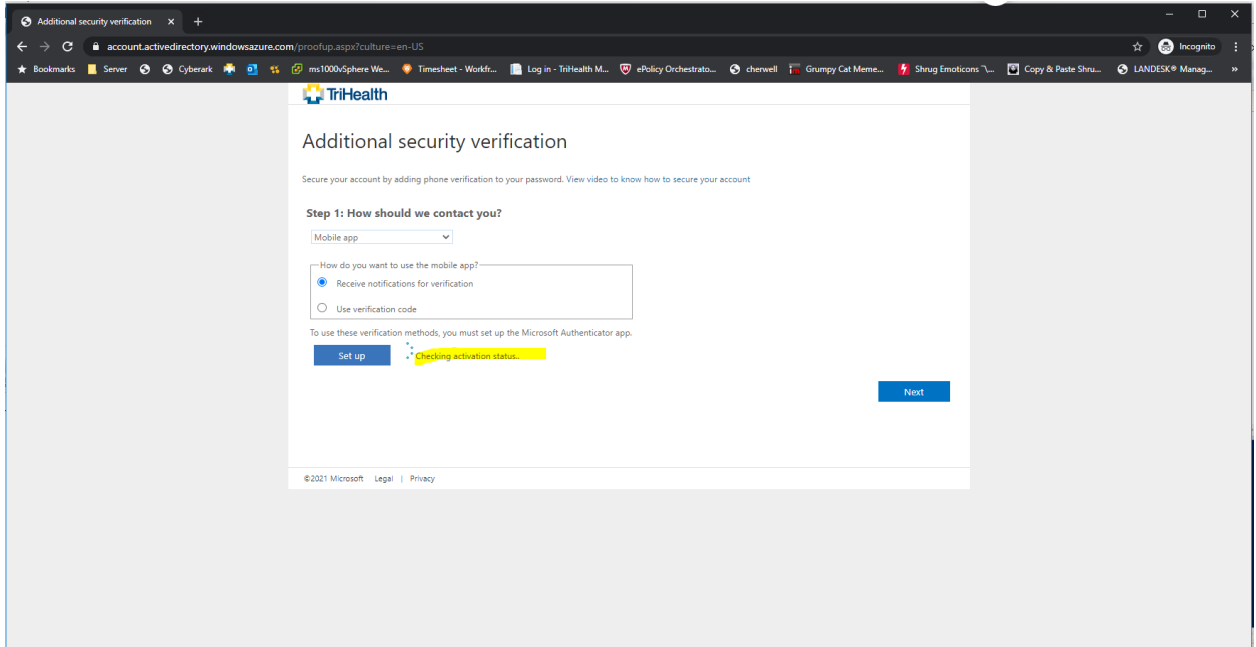 Additional security verification
account.activedirectory.windowsazure.com/proofup.aspx?culture=en-US
Incognito
Bookmarks Server Cyberark ms1000vSphere We... Timesheet - Workfr... Log in - TriHealth M... ePolicy Orchestrato... cherwell Grumpy Cat Meme... Shrug Emoticons ¯\... Copy & Paste Shru... LANDESK® Manag... »
TriHealth
Additional security verification
Secure your account by adding phone verification to your password. View video to know how to secure your account
Step 1: How should we contact you?
Mobile app
How do you want to use the mobile app?
Receive notifications for verification
Use verification code
To use these verification methods, you must set up the Microsoft Authenticator app.
Set up Checking activation status..
Next
©2021 Microsoft Legal | Privacy